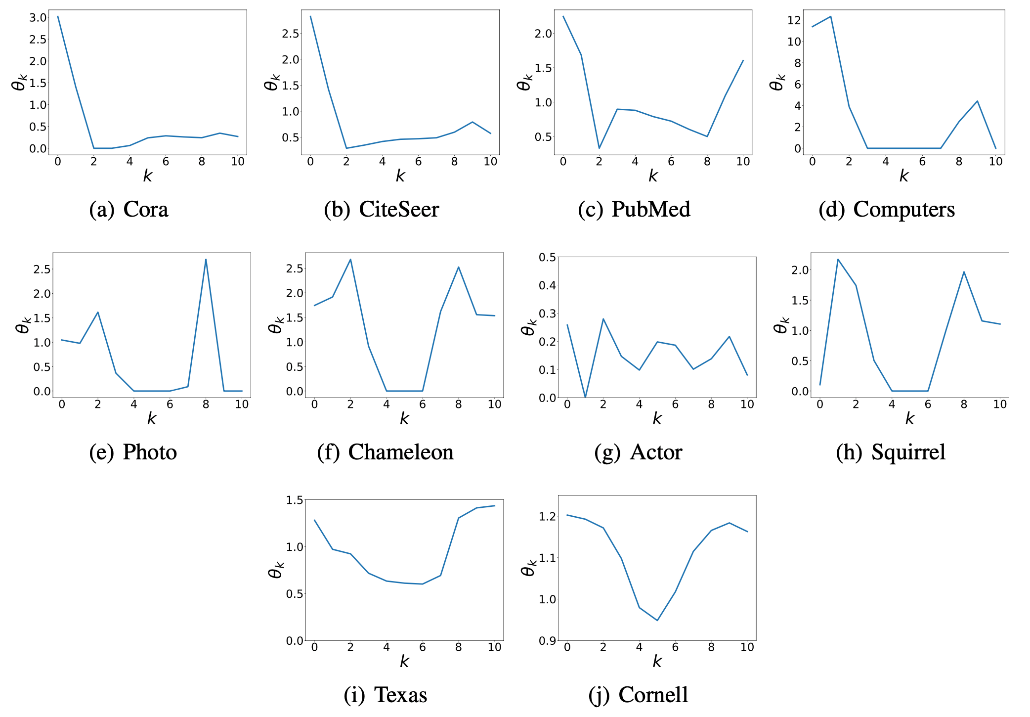 3.0
2.5
2.0
1.5
1.0
0.5
0.0
θk
0 2 4 6 8 10
k
(a) Cora
2.5
2.0
1.5
1.0
0.5
θk
0 2 4 6 8 10
k
(b) CiteSeer
2.0
1.5
1.0
0.5
θk
0 2 4 6 8 10
k
(c) PubMed
12
10
8
6
4
2
0
θk
0 2 4 6 8 10
k
(d) Computers
2.5
2.0
1.5
1.0
0.5
0.0
θk
0 2 4 6 8 10
k
(e) Photo
2.5
2.0
1.5
1.0
0.5
0.0
θk
0 2 4 6 8 10
k
(f) Chameleon
0.5
0.4
0.3
0.2
0.1
0.0
θk
0 2 4 6 8 10
k
(g) Actor
2.0
1.5
1.0
0.5
0.0
θk
0 2 4 6 8 10
k
(h) Squirrel
1.5
1.0
0.5
0.0
θk
0 2 4 6 8 10
k
(i) Texas
1.2
1.1
1.0
0.9
θk
0 2 4 6 8 10
k
(j) Cornell